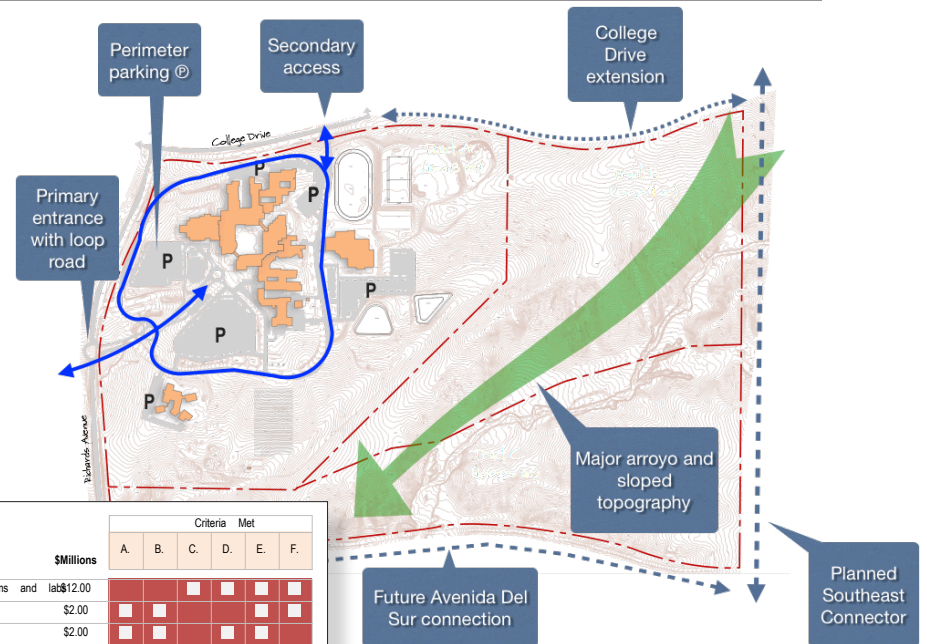 College
Drive
extension
Secondary
access
Perimeter
parking Ⓟ
College Drive
Primary
entrance
with loop
road
P
P
P
P
P
P
Richards Avenue
Major arroyo and
sloped
topography
Future Avenida Del
Sur connection
Planned
Southeast
Connector
Criteria Met
$Millions A. B. C. D. E. F.
and $12.00
$2.00
$2.00